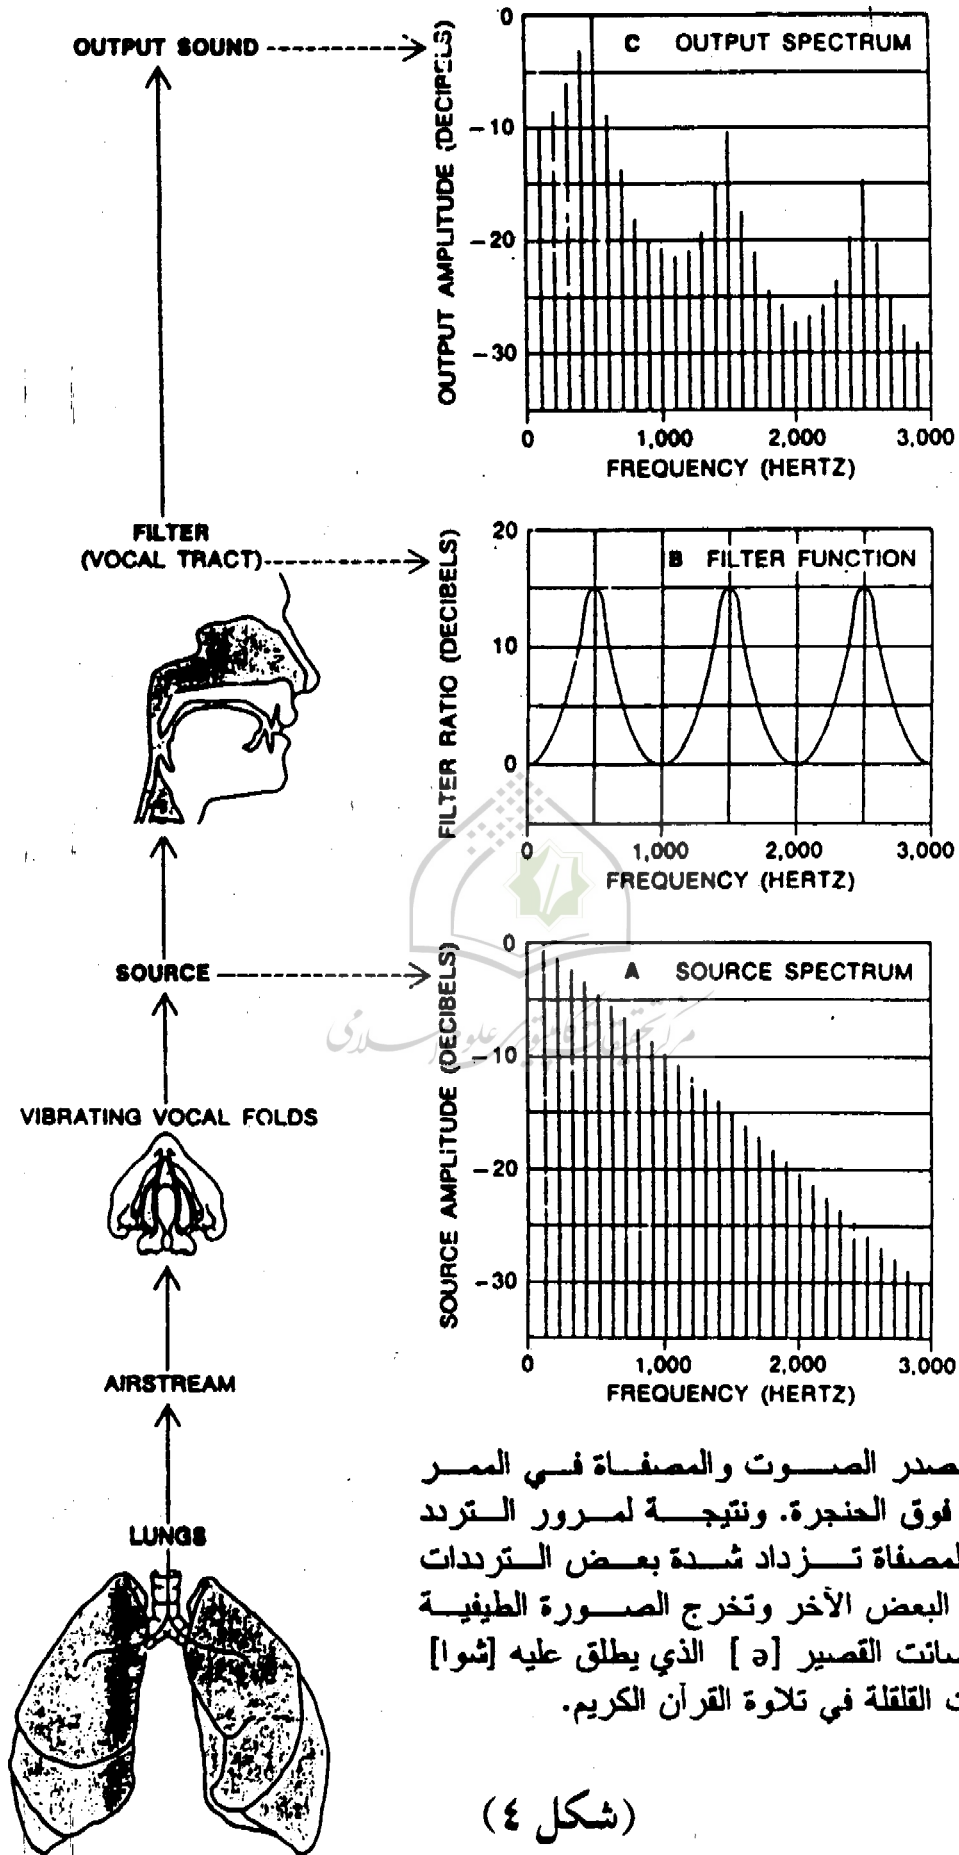 OUTPUT SOUND
C OUTPUT SPECTRUM
OUTPUT AMPLITUDE (DECIBELS)
0
-10
-20
-30
0 1,000 2,000 3,000
FREQUENCY (HERTZ)
FILTER
(VOCAL TRACT)
B FILTER FUNCTION
FILTER RATIO (DECIBELS)
20
10
0
0 1,000 2,000 3,000
FREQUENCY (HERTZ)
SOURCE
A SOURCE SPECTRUM
SOURCE AMPLITUDE (DECIBELS)
0
-10
-20
-30
0 1,000 2,000 3,000
FREQUENCY (HERTZ)
مرکز تحقیقات کامپیوتری علوم اسلامی
VIBRATING VOCAL FOLDS
AIRSTREAM
LUNGS
صدر الصوت والمصفاة في الممر
فوق الحنجرة. ونتيجة لمرور التردد
المصفاة تزداد شدة بعض الترددات
البعض الآخر وتخرج الصورة الطيفية
صائت القصير [ə] الذي يطلق عليه [شوا]
ت القلقلة في تلاوة القرآن الكريم.
(شكل ٤)